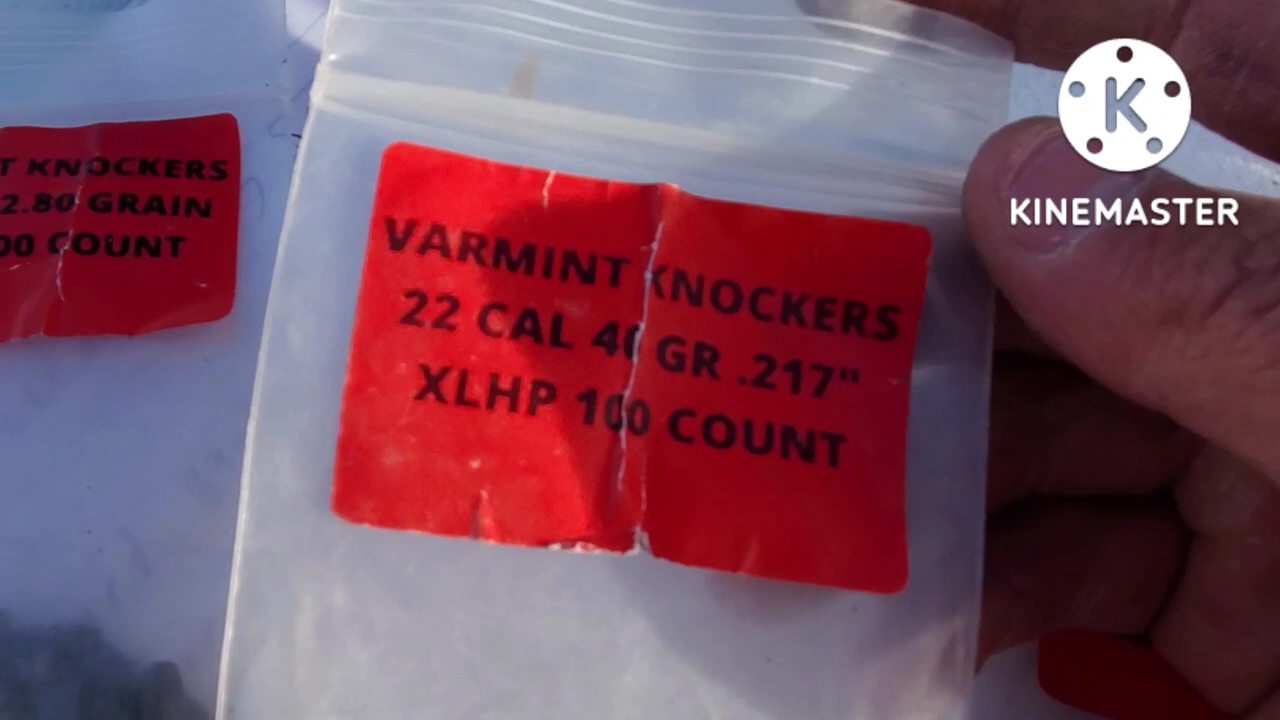 T KNOCKERS
2.80 GRAIN
00 COUNT
VARMINT KNOCKERS
22 CAL 40 GR .217"
XLHP 100 COUNT
K
KINEMASTER